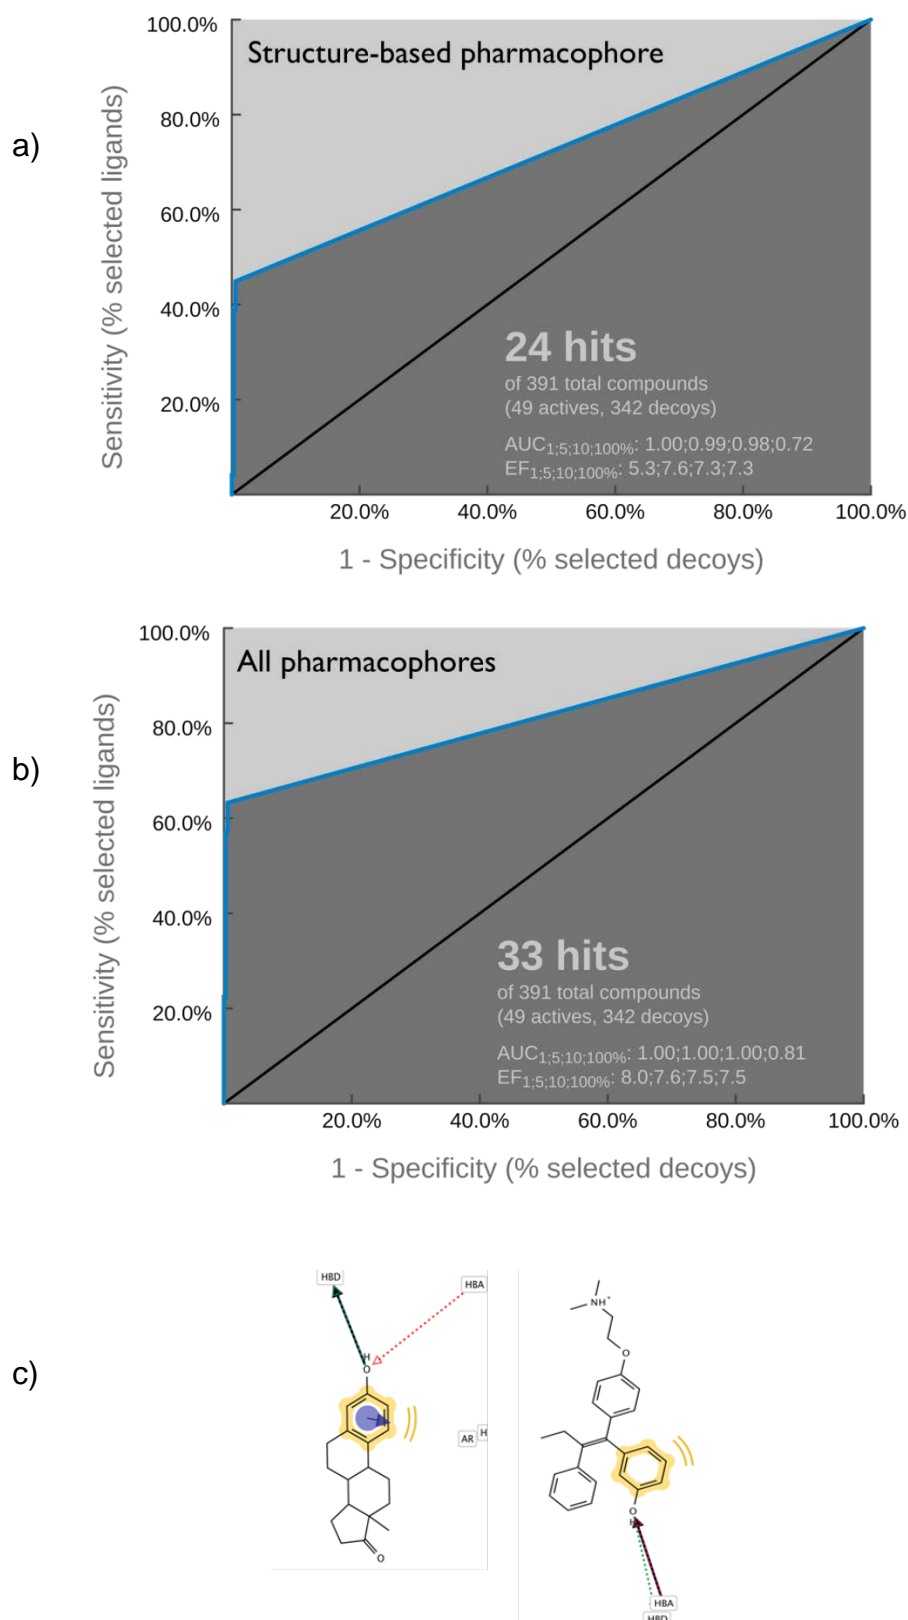 a)
Structure-based pharmacophore
100.0%
80.0%
60.0%
40.0%
20.0%
Sensitivity (% selected ligands)
24 hits
of 391 total compounds
(49 actives, 342 decoys)
AUC1;5;10;100%: 1.00;0.99;0.98;0.72
EF1;5;10;100%: 5.3;7.6;7.3;7.3
20.0% 40.0% 60.0% 80.0% 100.0%
1 - Specificity (% selected decoys)
b)
All pharmacophores
100.0%
80.0%
60.0%
40.0%
20.0%
Sensitivity (% selected ligands)
33 hits
of 391 total compounds
(49 actives, 342 decoys)
AUC1;5;10;100%: 1.00;1.00;1.00;0.81
EF1;5;10;100%: 8.0;7.6;7.5;7.5
20.0% 40.0% 60.0% 80.0% 100.0%
1 - Specificity (% selected decoys)
c)
HBD
HBA
H
O
AR
H
O
NH+
O
O
H
HBA
HBD